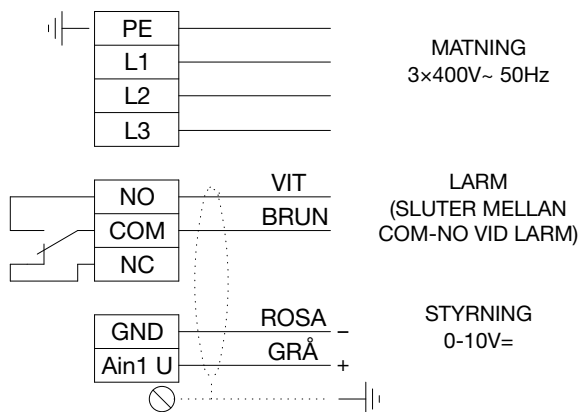 PE
L1
L2
L3
MATNING
3×400V~ 50Hz
NO
COM
NC
VIT
BRUN
LARM
(SLUTER MELLAN
COM-NO VID LARM)
GND
Ain1 U
ROSA –
GRÅ +
STYRNING
0-10V=